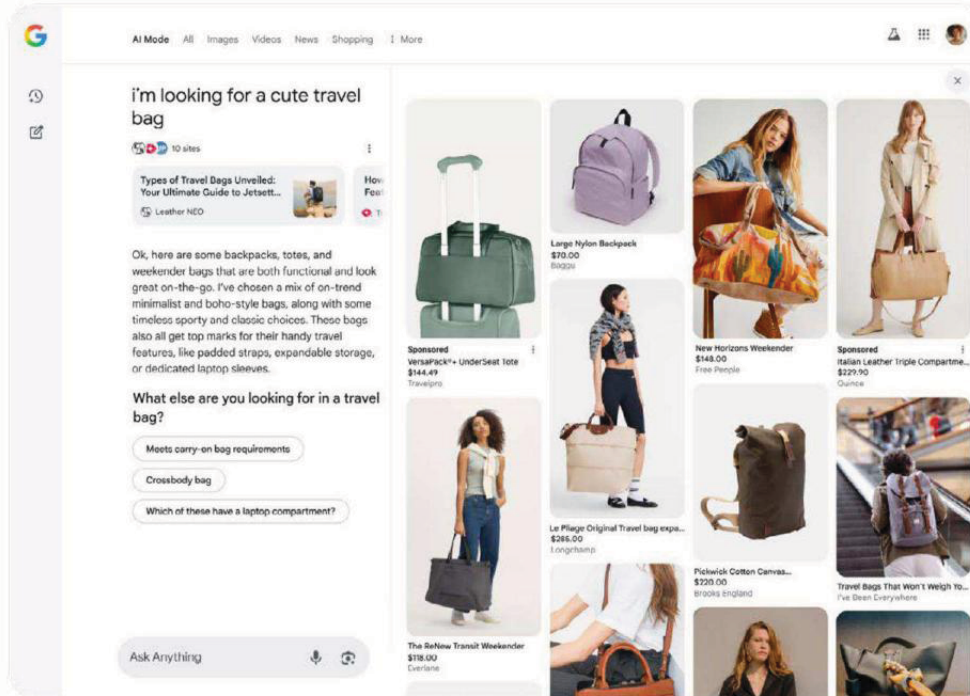 AI Mode All Images Videos News Shopping More
i'm looking for a cute travel
bag
10 sites
Types of Travel Bags Unveiled:
Your Ultimate Guide to Jetsett...
Leather NEO
Ok, here are some backpacks, totes, and
weekender bags that are both functional and look
great on-the-go. I've chosen a mix of on-trend
minimalist and boho-style bags, along with some
timeless sporty and classic choices. These bags
also all get top marks for their handy travel
features, like padded straps, expandable storage,
or dedicated laptop sleeves.
What else are you looking for in a travel
bag?
Meets carry-on bag requirements
Crossbody bag
Which of these have a laptop compartment?
Ask Anything
Sponsored
VersaPack®+ UnderSeat Tote
$144.49
Travelpro
The ReNew Transit Weekender
$118.00
Everlane
Large Nylon Backpack
$70.00
Baggu
Le Pliage Original Travel bag expa...
$285.00
Longchamp
New Horizons Weekender
$148.00
Free People
Pickwick Cotton Canvas...
$220.00
Brooks England
Sponsored
Italian Leather Triple Compartme...
$229.90
Quince
Travel Bags That Won't Weigh Yo...
I've Been Everywhere